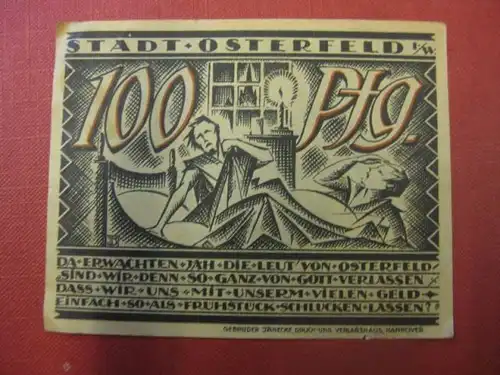 STADT·OSTERFELD I/W.
100 Pfg.
DA·ERWACHTEN·JÄH·DIE·LEUT·VON·OSTERFELD/
SIND·WIR·DENN·SO·GANZ·VON·GOTT·VERLASSEN
DASS·WIR·UNS·MIT·UNSERM·VIELEN·GELD
EINFACH·SO·ALS·FRÜHSTÜCK·SCHLUCKEN·LASSEN??
GEBRÜDER JÄNECKE DRUCK-UND VERLAGSHAUS, HANNOVER